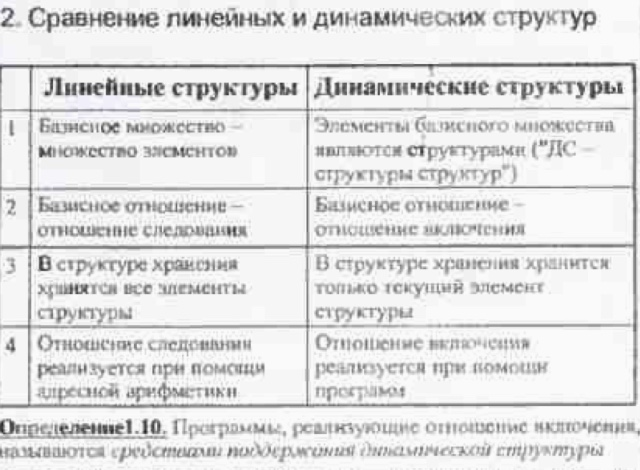 2. Сравнение линейных и динамических структур
Линейные структуры Динамические структуры
1 Базисное множество – Элементы базисного множества
множество элементов являются структурами ("ДС –
структуры структур")
2 Базисное отношение – Базисное отношение –
отношение следования отношение включения
3 В структуре хранения В структуре хранения хранится
хранятся все элементы только текущий элемент
структуры структуры
4 Отношение следования Отношение включения
реализуется при помощи реализуется при помощи
адресной арифметики программ
Определение1.10. Программы, реализующие отношение включения,
называются средствами поддержания динамической структуры